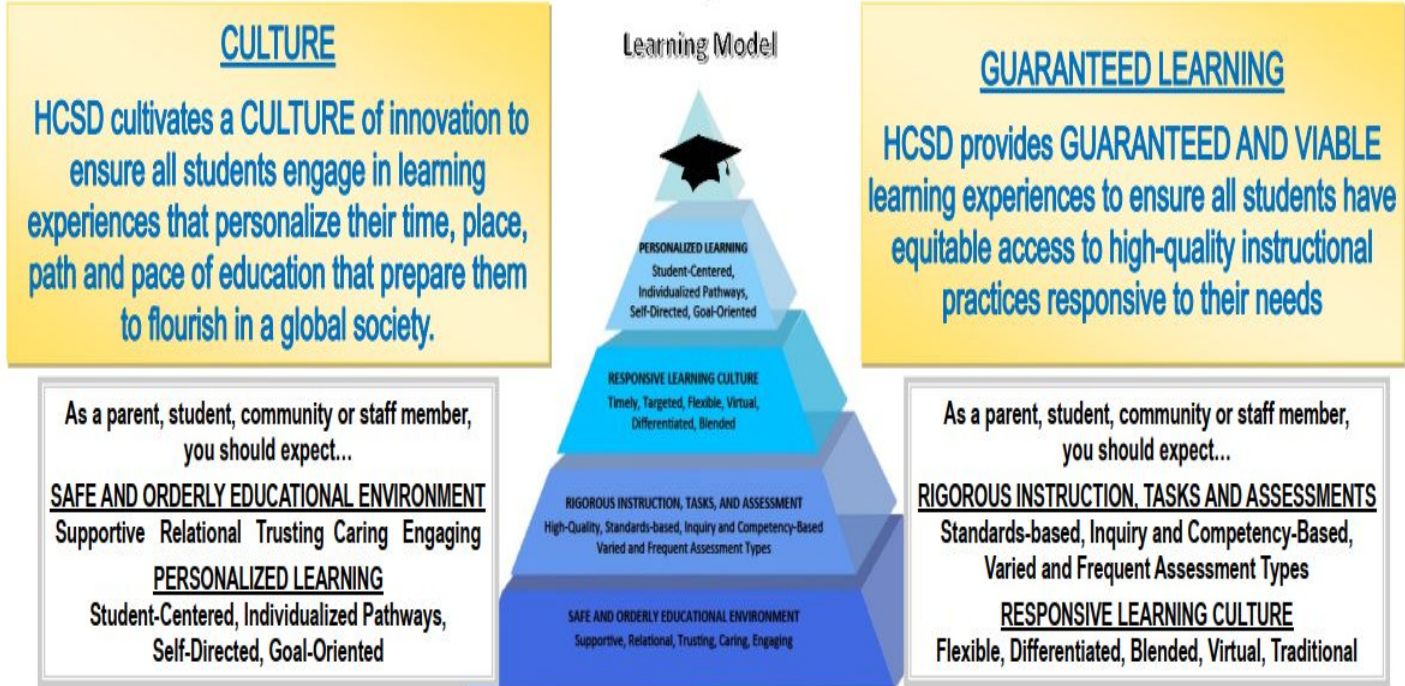 CULTURE
HCSD cultivates a CULTURE of innovation to
ensure all students engage in learning
experiences that personalize their time, place,
path and pace of education that prepare them
to flourish in a global society.
As a parent, student, community or staff member,
you should expect...
SAFE AND ORDERLY EDUCATIONAL ENVIRONMENT
Supportive Relational Trusting Caring Engaging
PERSONALIZED LEARNING
Student-Centered, Individualized Pathways,
Self-Directed, Goal-Oriented
Learning Model
PERSONALIZED LEARNING
Student-Centered,
Individualized Pathways,
Self-Directed, Goal-Oriented
RESPONSIVE LEARNING CULTURE
Timely, Targeted, Flexible, Virtual,
Differentiated, Blended
RIGOROUS INSTRUCTION, TASKS, AND ASSESSMENT
High-Quality, Standards-based, Inquiry and Competency-Based
Varied and Frequent Assessment Types
SAFE AND ORDERLY EDUCATIONAL ENVIRONMENT
Supportive, Relational, Trusting, Caring, Engaging
GUARANTEED LEARNING
HCSD provides GUARANTEED AND VIABLE
learning experiences to ensure all students have
equitable access to high-quality instructional
practices responsive to their needs
As a parent, student, community or staff member,
you should expect...
RIGOROUS INSTRUCTION, TASKS AND ASSESSMENTS
Standards-based, Inquiry and Competency-Based,
Varied and Frequent Assessment Types
RESPONSIVE LEARNING CULTURE
Flexible, Differentiated, Blended, Virtual, Traditional